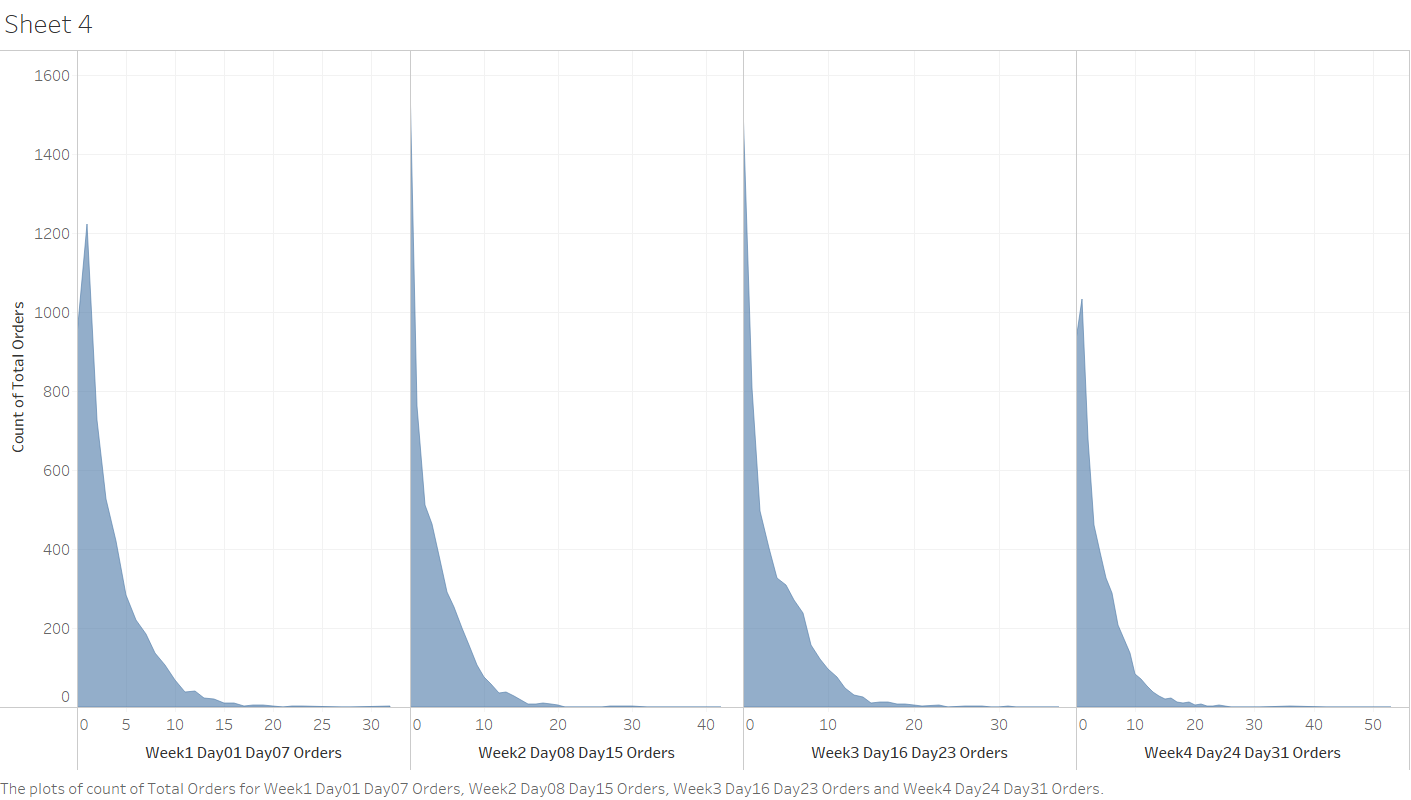 Sheet 4
1600
1400
1200
1000
800
600
400
200
0
Count of Total Orders
0 5 10 15 20 25 30
0 10 20 30 40
0 10 20 30
0 10 20 30 40 50
Week1 Day01 Day07 Orders
Week2 Day08 Day15 Orders
Week3 Day16 Day23 Orders
Week4 Day24 Day31 Orders
The plots of count of Total Orders for Week1 Day01 Day07 Orders, Week2 Day08 Day15 Orders, Week3 Day16 Day23 Orders and Week4 Day24 Day31 Orders.